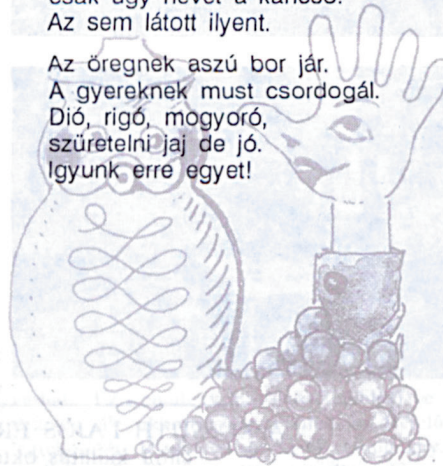 csak úgy nevet a kancsó.
Az sem látott ilyent.
Az öregnek aszú bor jár.
A gyereknek must csordogál.
Dió, rigó, mogyoró,
szüretelni jaj de jó.
Igyunk erre egyet!